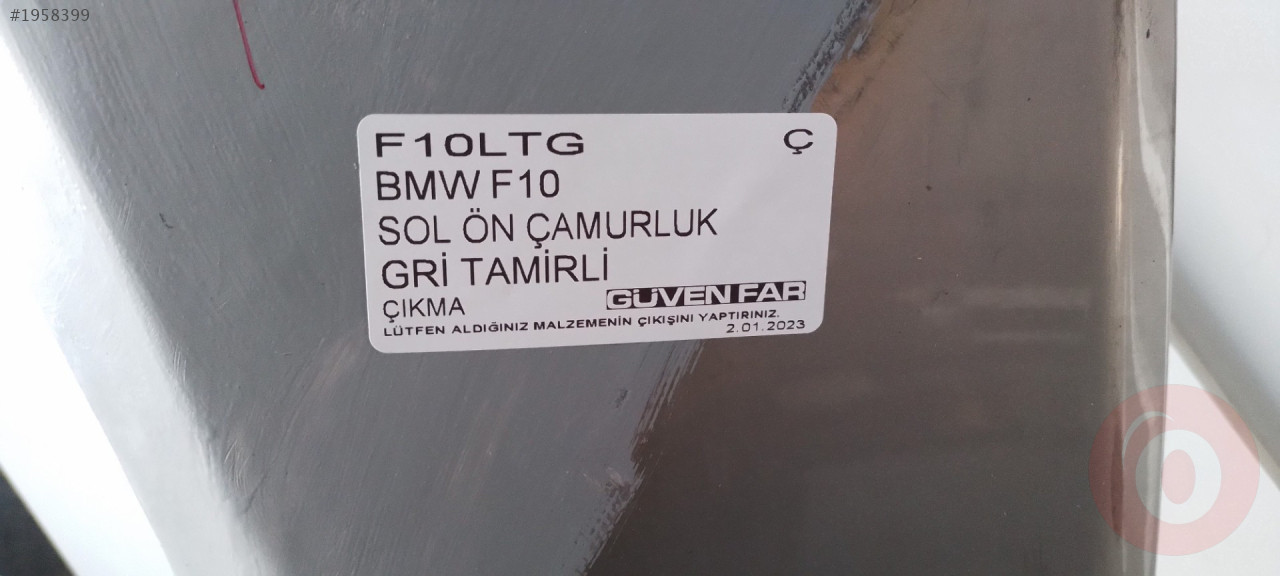 #1958399
F10LTG Ç
BMW F10
SOL ÖN ÇAMURLUK
GRİ TAMİRLİ
ÇIKMA GÜVEN FAR
LÜTFEN ALDIĞINIZ MALZEMENİN ÇIKIŞINI YAPTIRINIZ.
2.01.2023